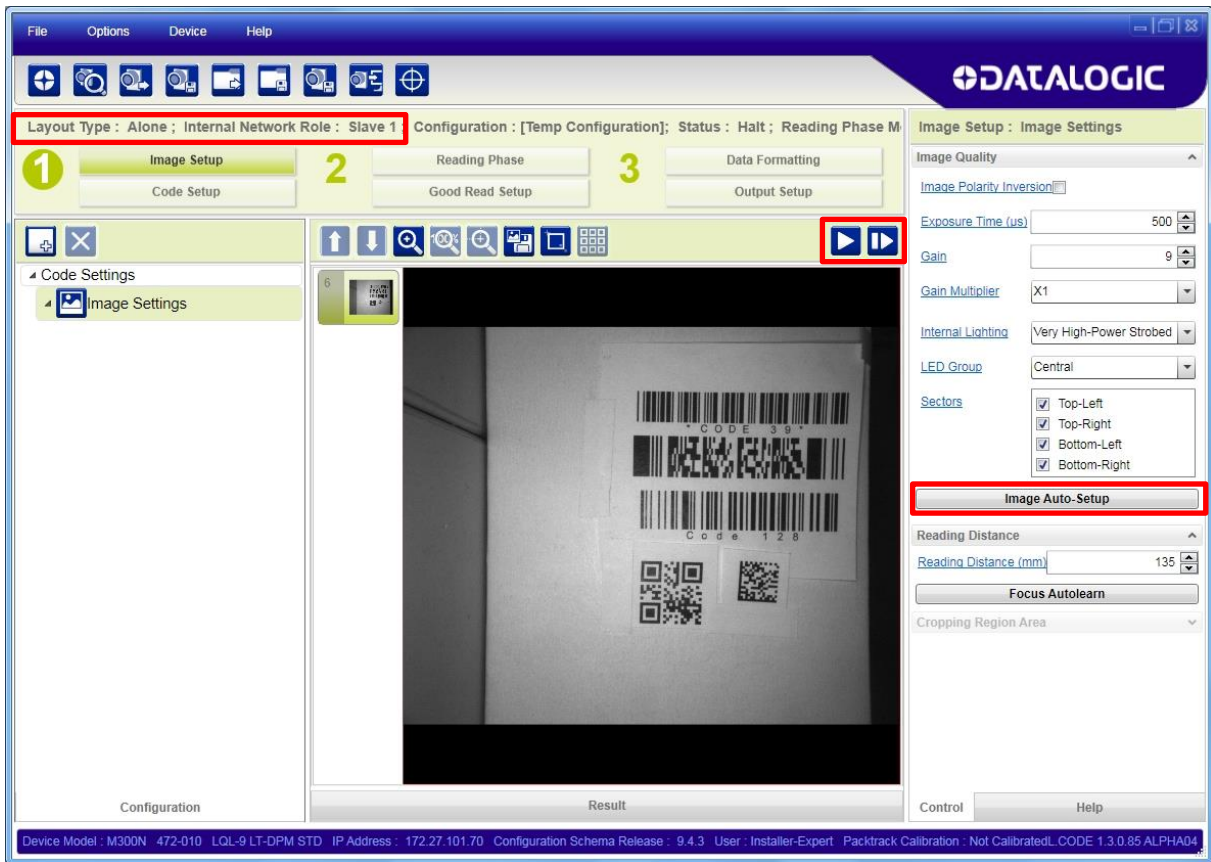 File Options Device Help
DATALOGIC
Layout Type : Alone ; Internal Network Role : Slave 1 ; Configuration : [Temp Configuration]; Status : Halt ; Reading Phase M
1 Image Setup 2 Reading Phase 3 Data Formatting
Code Setup Good Read Setup Output Setup
Code Settings
Image Settings
6
100%
* CODE 39 *
Code 128
Configuration
Result
Image Setup : Image Settings
Image Quality
Image Polarity Inversion
Exposure Time (us) 500
Gain 9
Gain Multiplier X1
Internal Lighting Very High-Power Strobed
LED Group Central
Sectors Top-Left
Top-Right
Bottom-Left
Bottom-Right
Image Auto-Setup
Reading Distance
Reading Distance (mm) 135
Focus Autolearn
Cropping Region Area
Control Help
Device Model : M300N 472-010 LQL-9 LT-DPM STD IP Address : 172.27.101.70 Configuration Schema Release : 9.4.3 User : Installer-Expert Packtrack Calibration : Not CalibratedL.CODE 1.3.0.85 ALPHA04